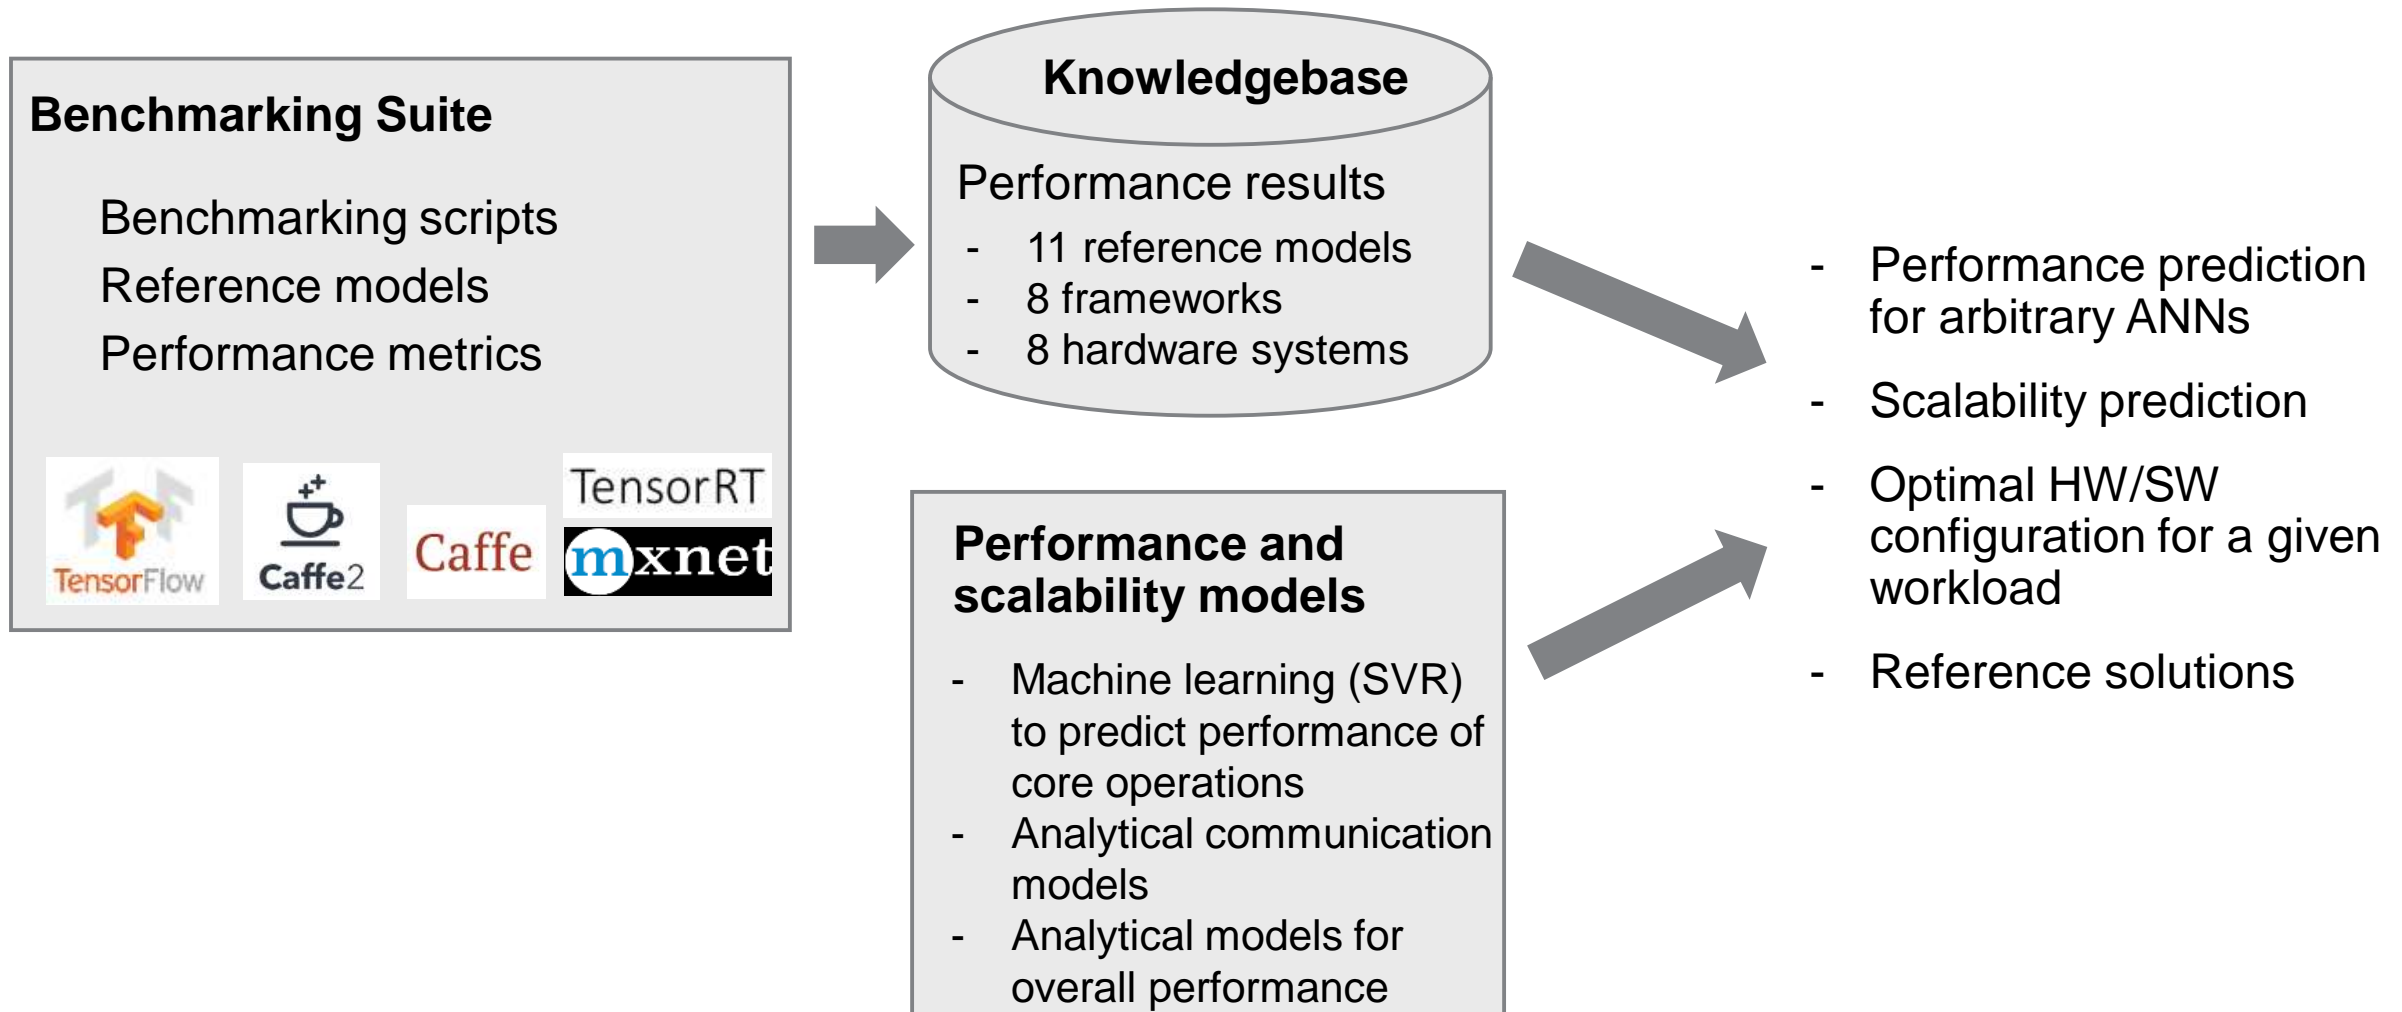 Benchmarking Suite
Benchmarking scripts
Reference models
Performance metrics
TensorFlow
Caffe2
Caffe
TensorRT
mxnet
Knowledgebase
Performance results
- 11 reference models
- 8 frameworks
- 8 hardware systems
Performance and
scalability models
- Machine learning (SVR)
to predict performance of
core operations
- Analytical communication
models
- Analytical models for
overall performance
- Performance prediction
for arbitrary ANNs
- Scalability prediction
- Optimal HW/SW
configuration for a given
workload
- Reference solutions